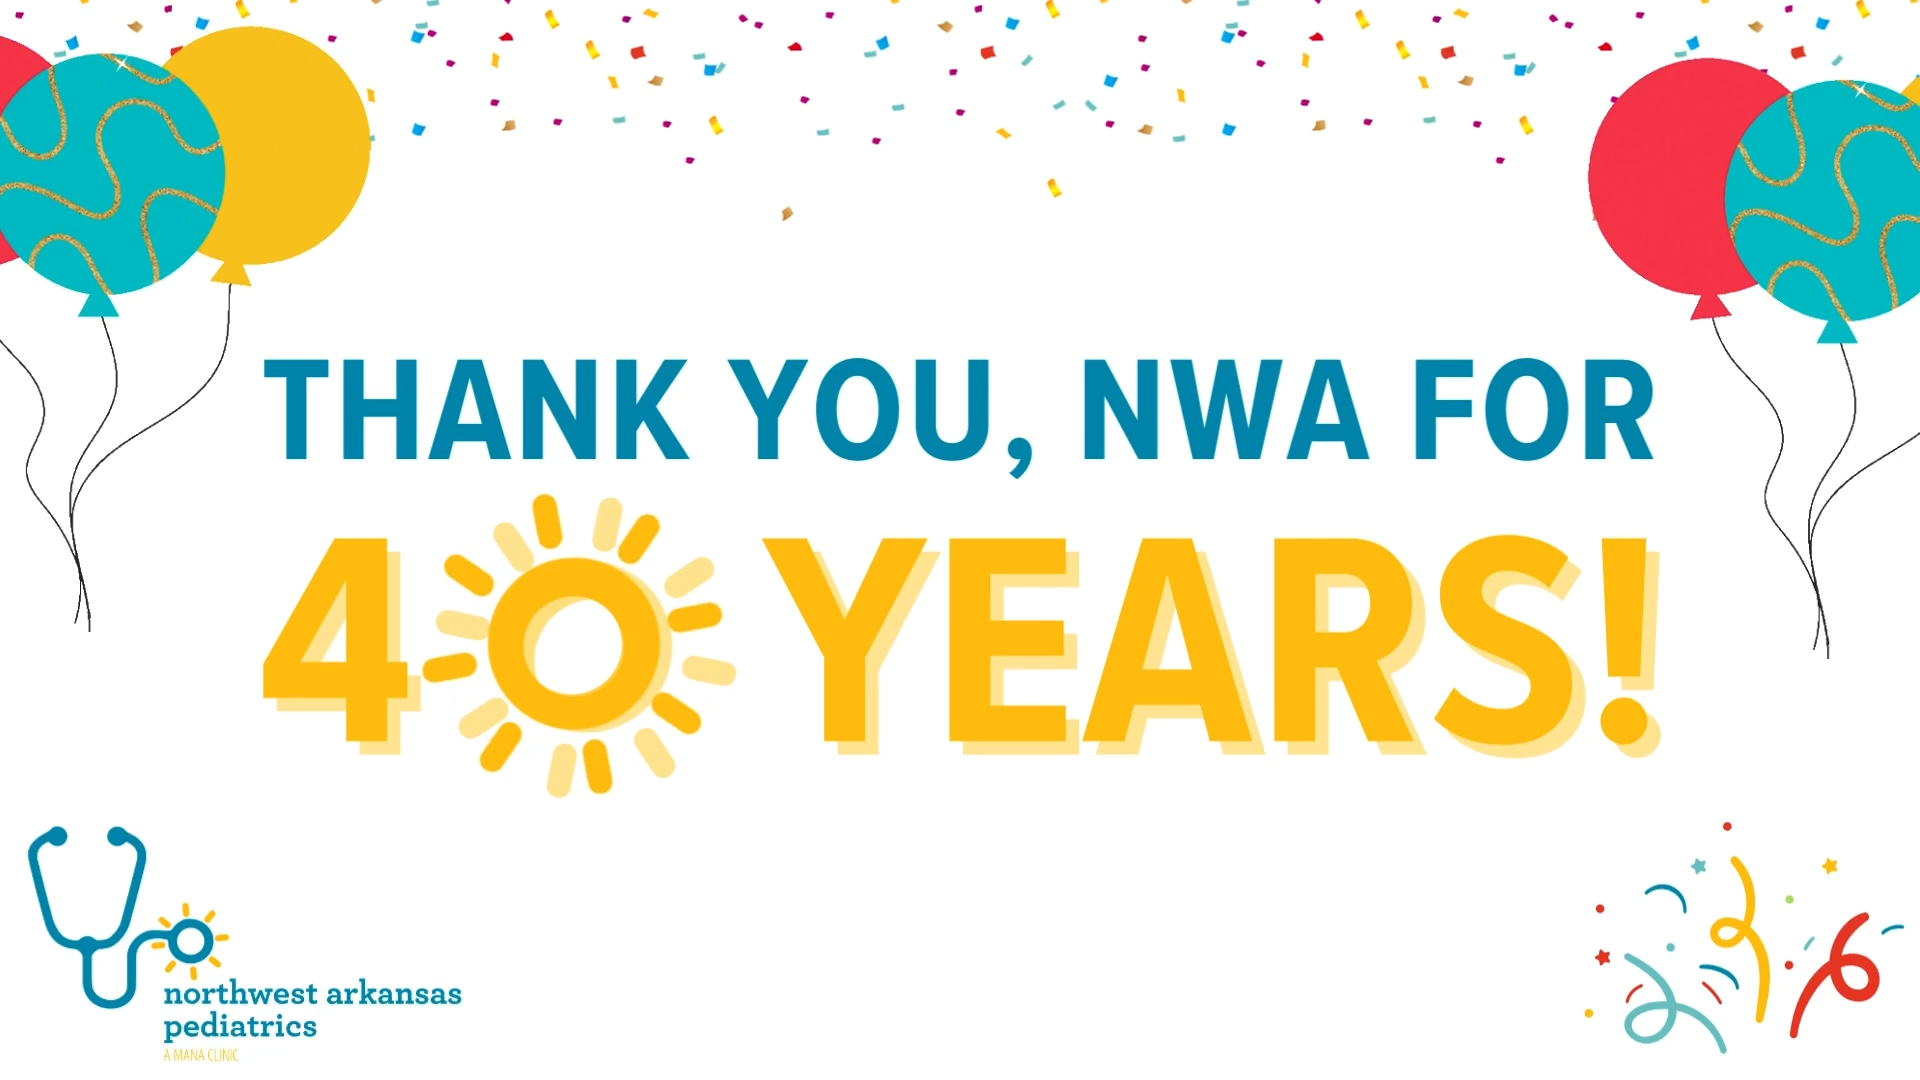 THANK YOU, NWA FOR
40 YEARS!
northwest arkansas
pediatrics
A MANA CLINIC